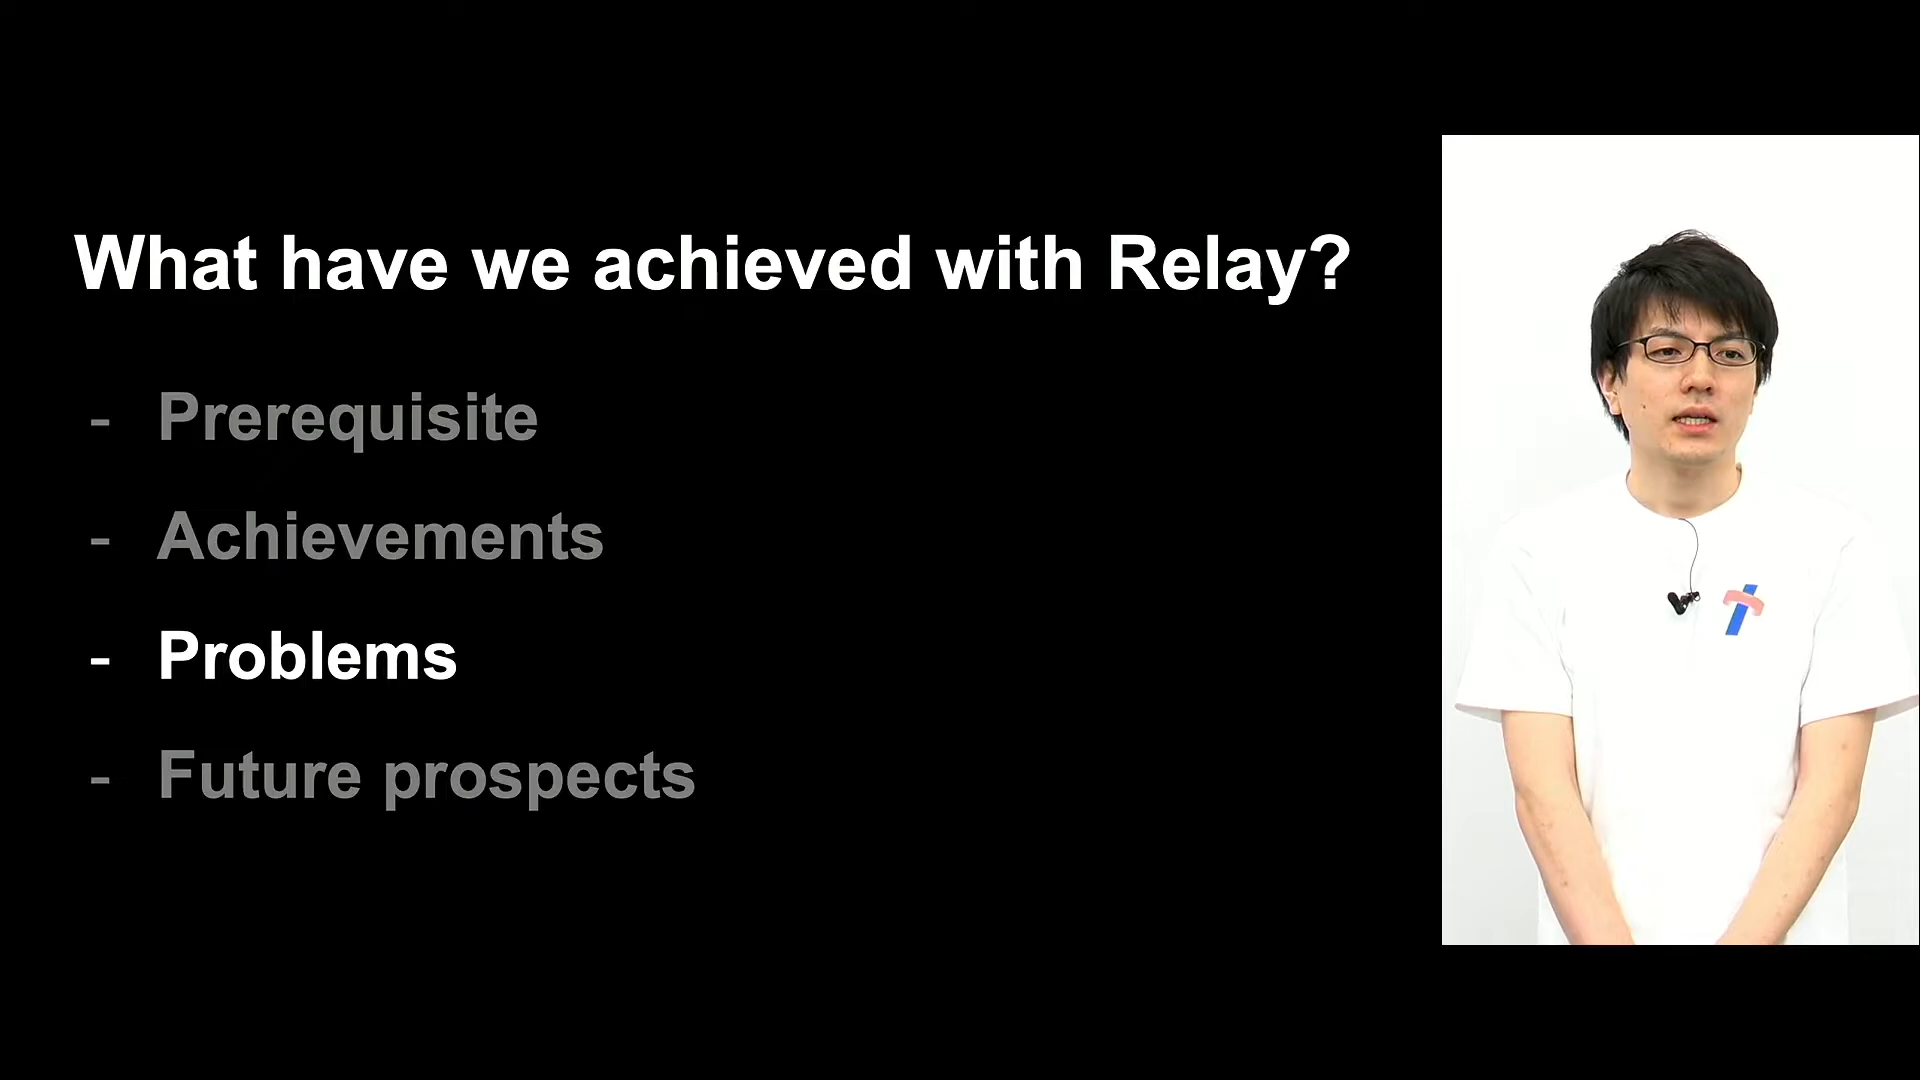 What have we achieved with Relay?
- Prerequisite
- Achievements
- Problems
- Future prospects